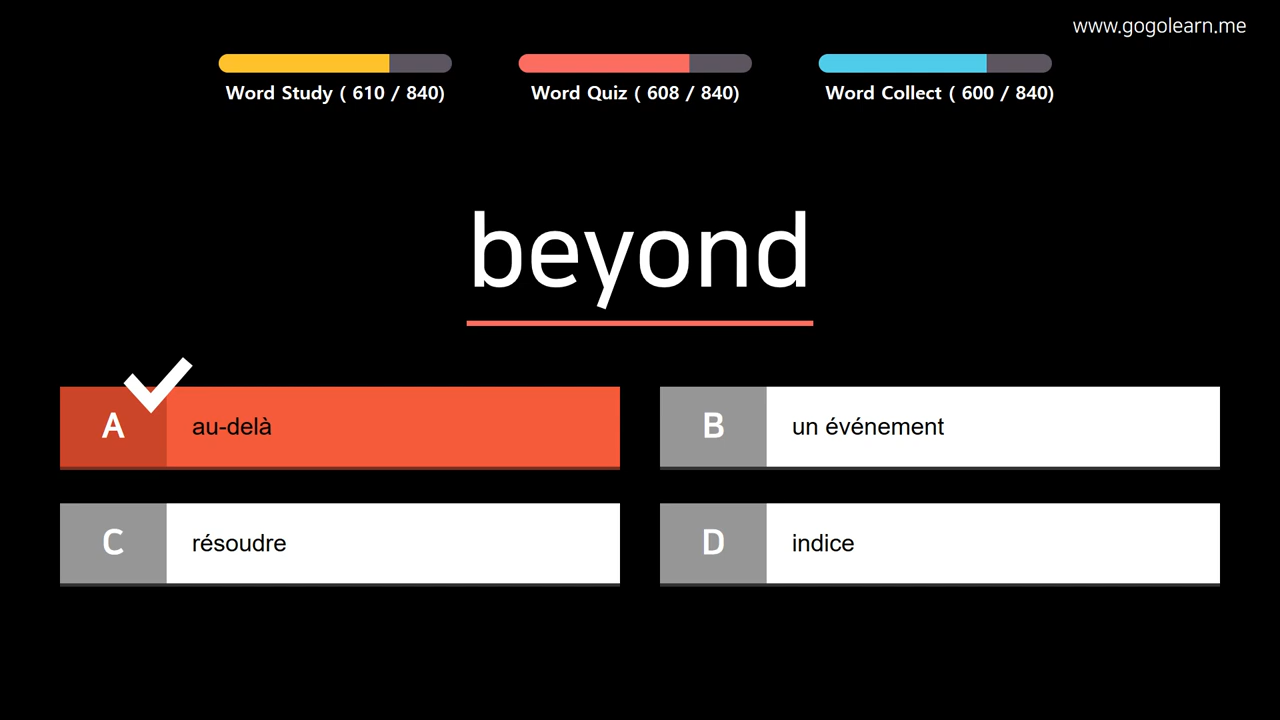 www.gogolearn.me
Word Study ( 610 / 840)
Word Quiz ( 608 / 840)
Word Collect ( 600 / 840)
beyond
A au-delà
B un événement
C résoudre
D indice